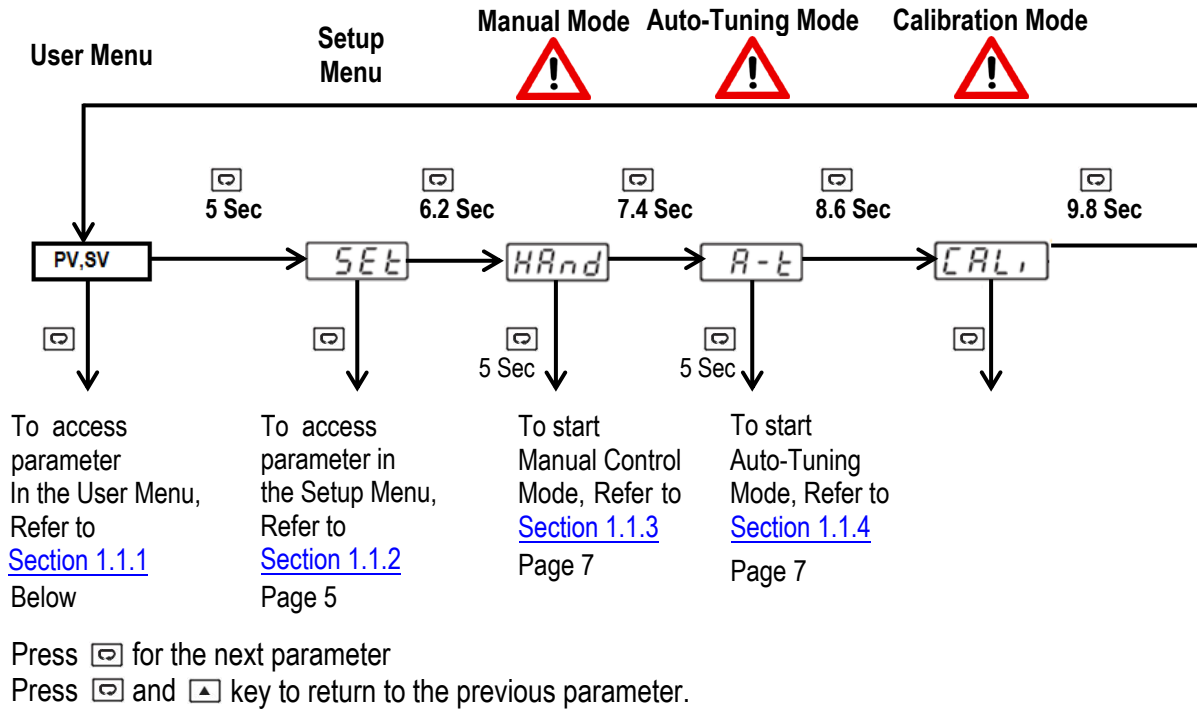 User Menu
Setup
Menu
Manual Mode
Auto-Tuning Mode
Calibration Mode
5 Sec
6.2 Sec
7.4 Sec
8.6 Sec
9.8 Sec
PV,SV
SEt
HAnd
A-t
CALi
5 Sec
5 Sec
To access
parameter
In the User Menu,
Refer to
Section 1.1.1
Below
To access
parameter in
the Setup Menu,
Refer to
Section 1.1.2
Page 5
To start
Manual Control
Mode, Refer to
Section 1.1.3
Page 7
To start
Auto-Tuning
Mode, Refer to
Section 1.1.4
Page 7
Press for the next parameter
Press and key to return to the previous parameter.